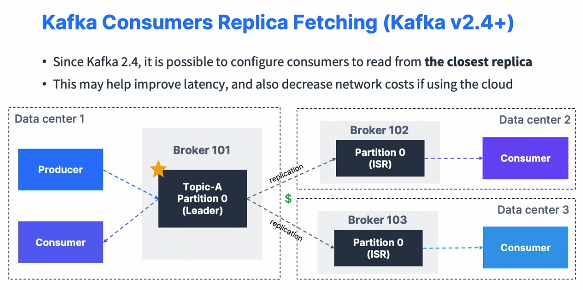 Kafka Consumers Replica Fetching (Kafka v2.4+)
• Since Kafka 2.4, it is possible to configure consumers to read from the closest replica
• This may help improve latency, and also decrease network costs if using the cloud
Data center 1
Producer
Consumer
Broker 101
Topic-A
Partition 0
(Leader)
replication
$
replication
Data center 2
Broker 102
Partition 0
(ISR)
Consumer
Data center 3
Broker 103
Partition 0
(ISR)
Consumer